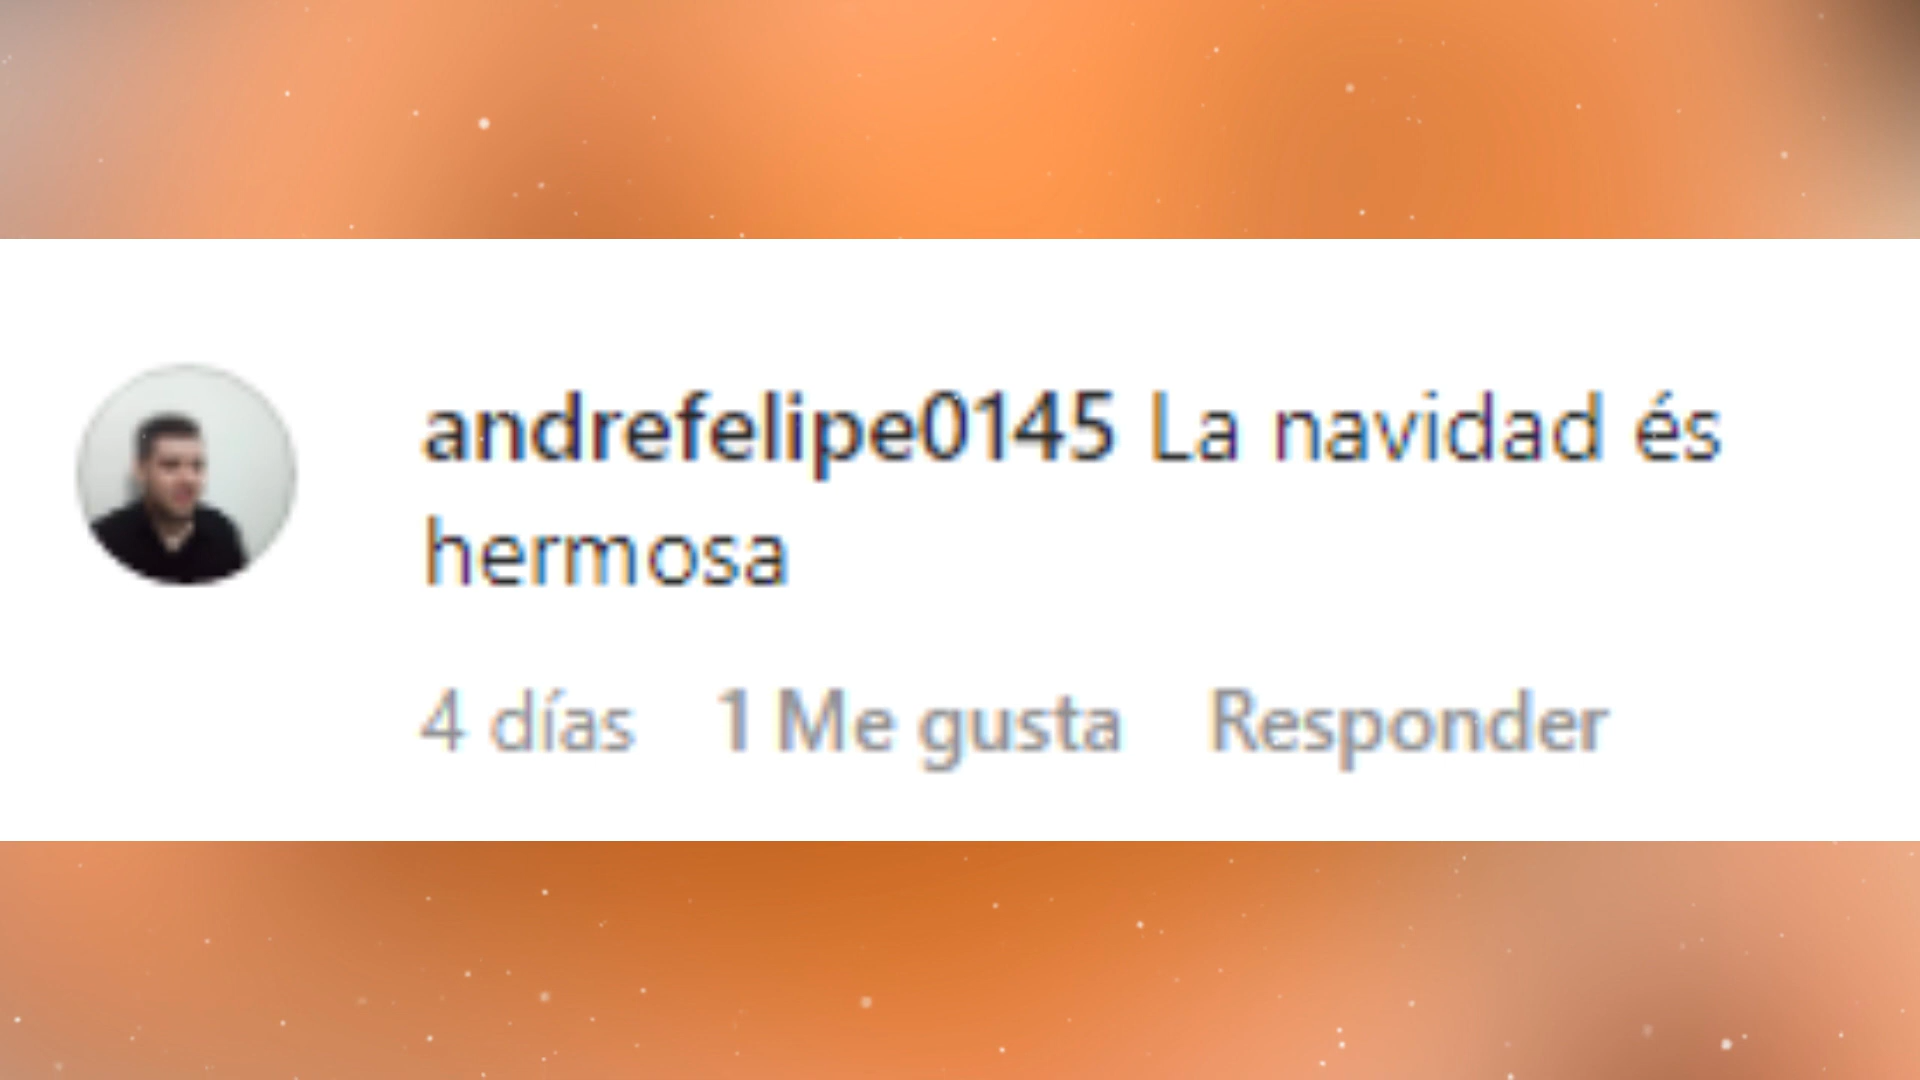 andrefelipe0145 La navidad és
hermosa
4 días 1 Me gusta Responder